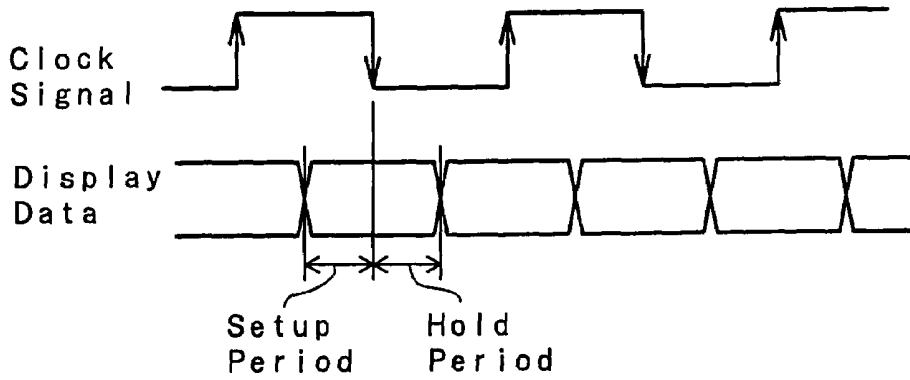 Clock
Signal
Display
Data
Setup
Period
Hold
Period